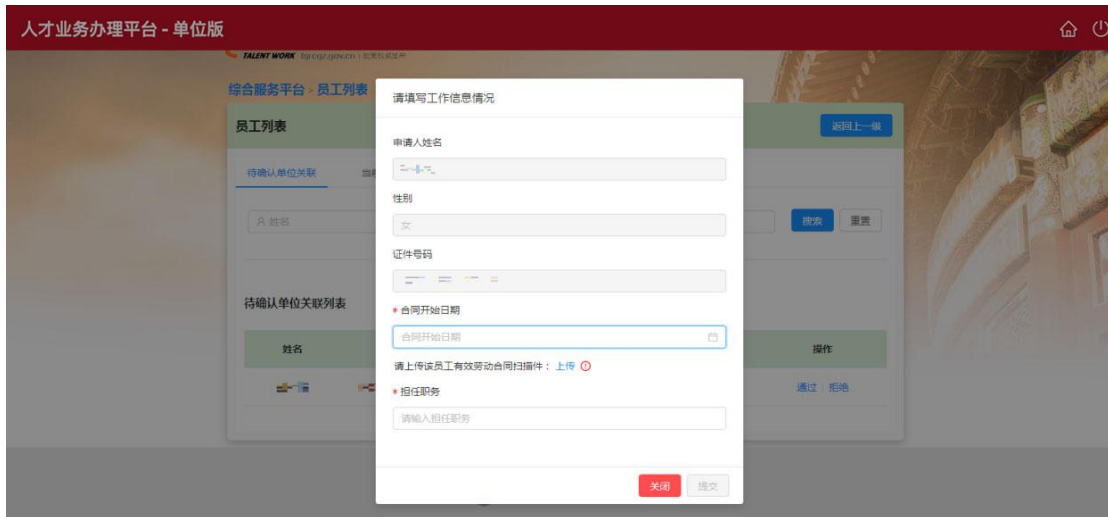 人才业务办理平台 - 单位版
TALENT WORK
综合服务平台 > 员工列表
员工列表
返回上一级
待确认单位关联
姓名
搜索
重置
待确认单位关联列表
姓名
操作
通过 拒绝
请填写工作信息情况
申请人姓名
性别
女
证件号码
* 合同开始日期
合同开始日期
请上传该员工有效劳动合同扫描件： 上传
* 担任职务
请输入担任职务
关闭
提交